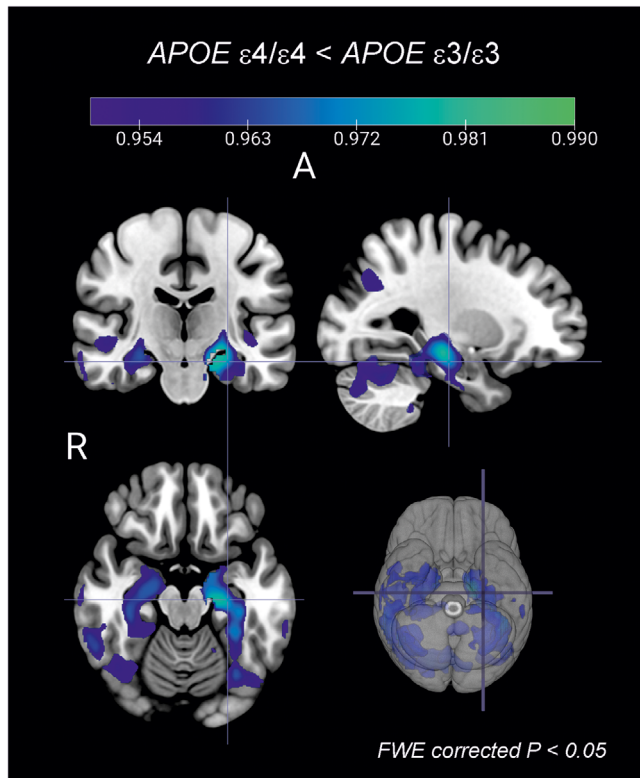 APOE ε4/ε4 < APOE ε3/ε3
0.954 0.963 0.972 0.981 0.990
A
R
FWE corrected P < 0.05